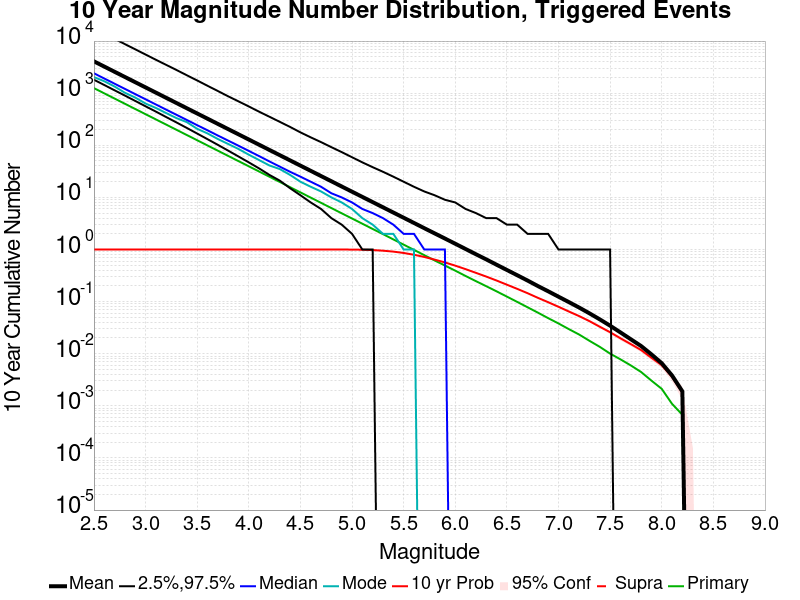 10 Year Magnitude Number Distribution, Triggered Events
10 Year Cumulative Number
10^4
10^3
10^2
10^1
10^0
10^-1
10^-2
10^-3
10^-4
10^-5
2.5 3.0 3.5 4.0 4.5 5.0 5.5 6.0 6.5 7.0 7.5 8.0 8.5 9.0
Magnitude
Mean 2.5%,97.5% Median Mode 10 yr Prob 95% Conf Supra Primary